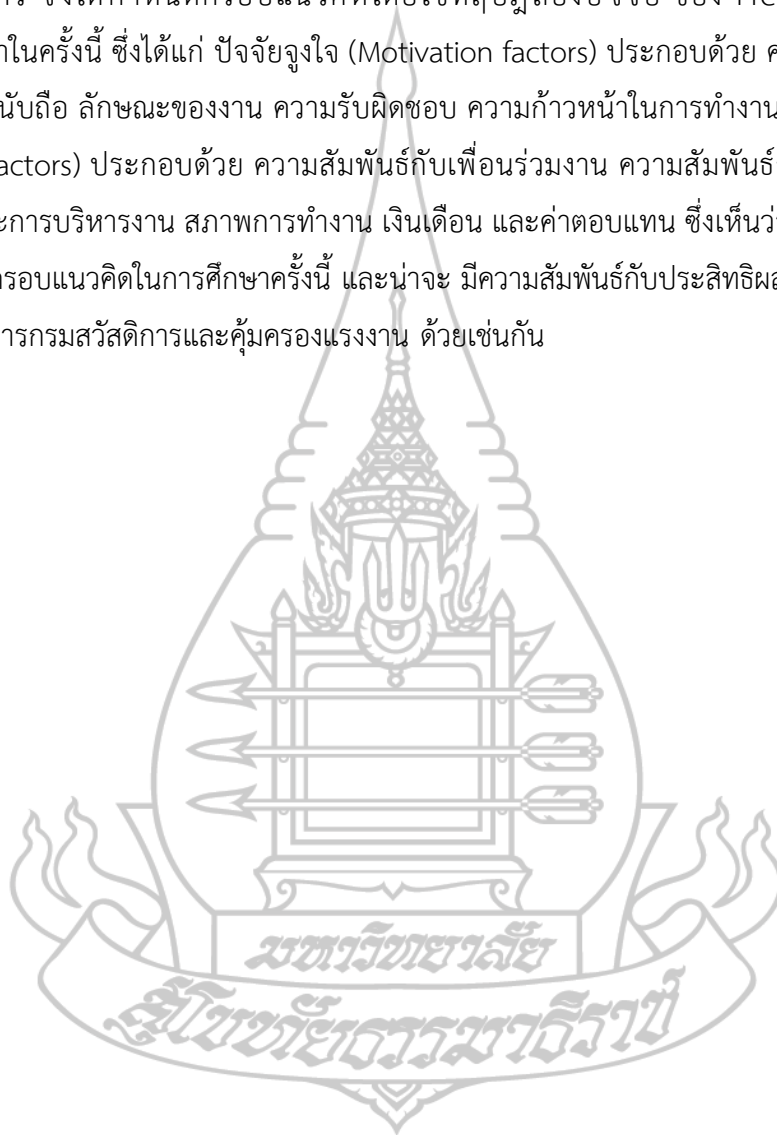 ในครั้งนี้ ซึ่งได้แก่ ปัจจัยจูงใจ (Motivation factors) ประกอบด้วย
นับถือ ลักษณะของงาน ความรับผิดชอบ ความก้าวหน้าในการทำงาน
actors) ประกอบด้วย ความสัมพันธ์กับเพื่อนร่วมงาน ความสัมพันธ์
ะการบริหารงาน สภาพการทำงาน เงินเดือน และค่าตอบแทน ซึ่งเห็นว่
กรอบแนวคิดในการศึกษาครั้งนี้ และน่าจะ มีความสัมพันธ์กับประสิทธิผล
ารกรมสวัสดิการและคุ้มครองแรงงาน ด้วยเช่นกัน
มหาวิทยาลัย
สุโขทัยธรรมาธิราช